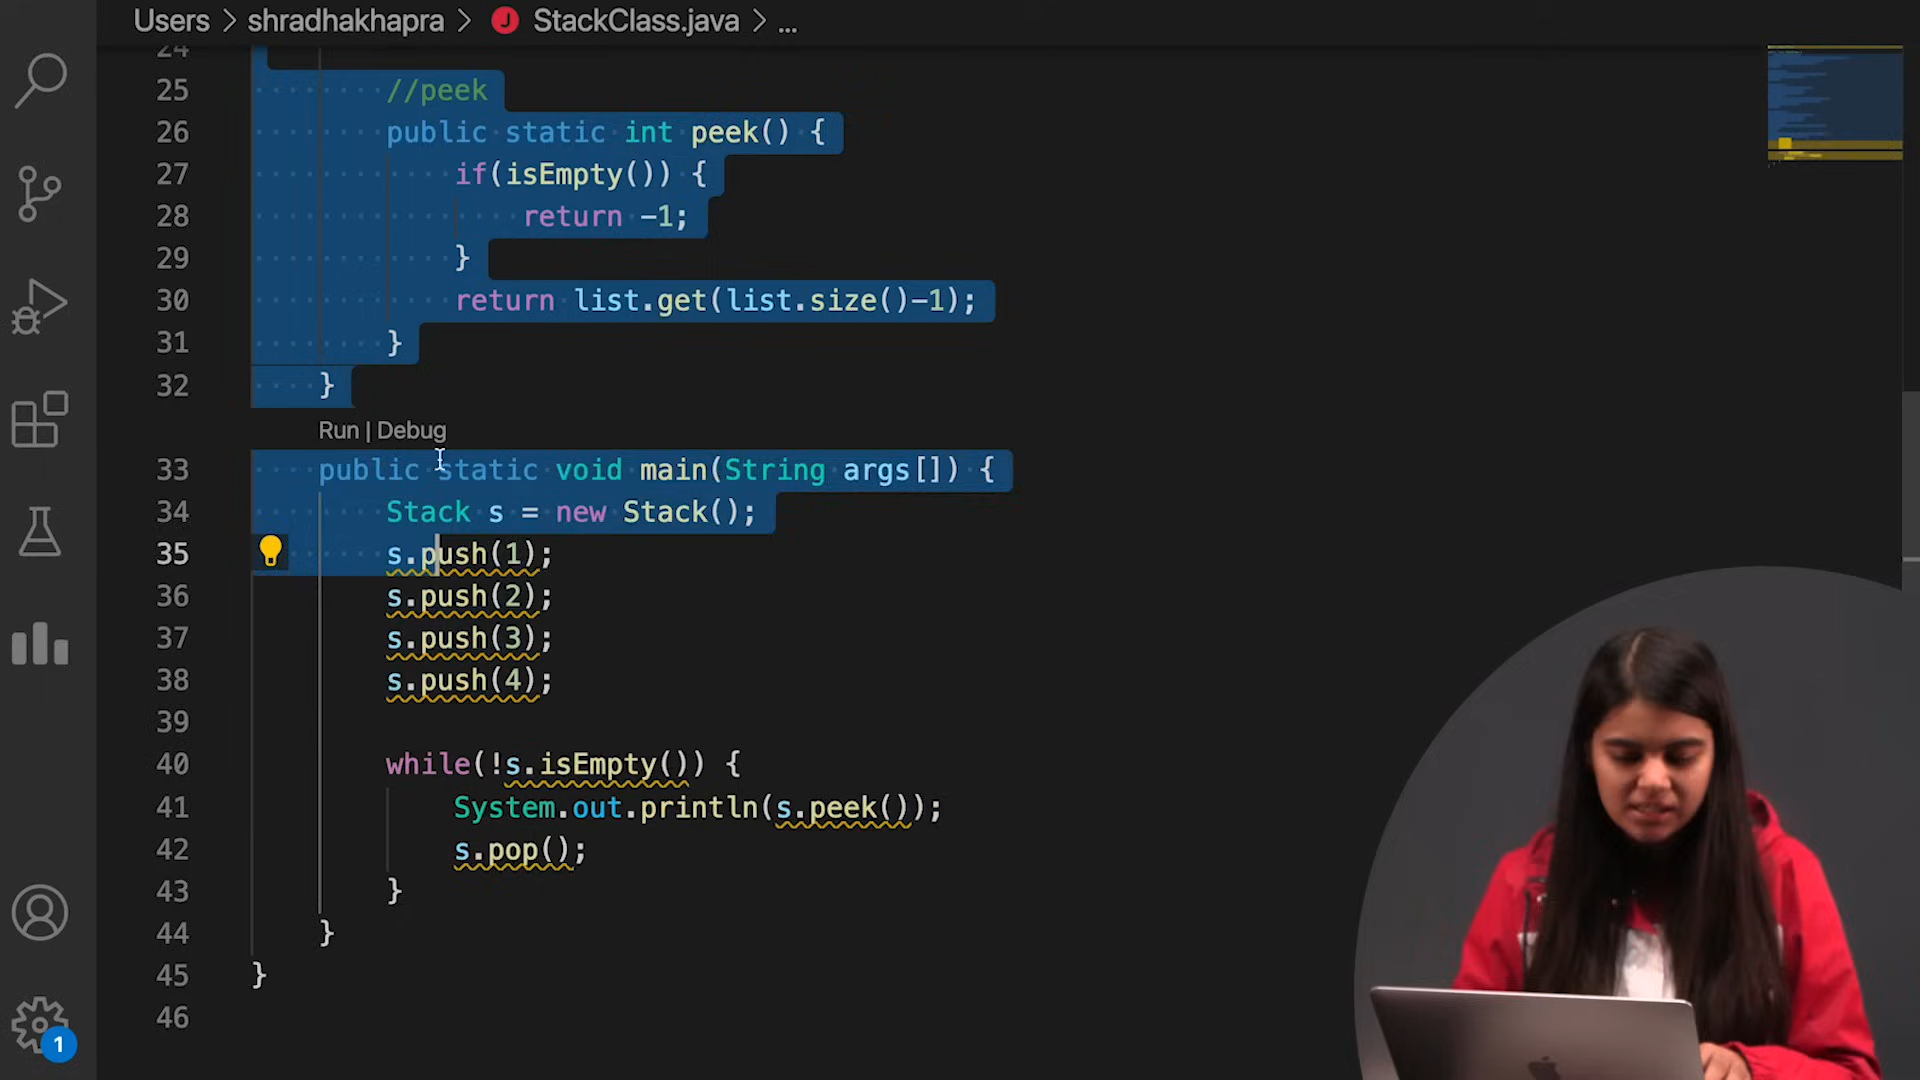 Users > shradhakhapra > J StackClass.java > ...
24
25 //peek
26 public static int peek() {
27 if(isEmpty()) {
28 return -1;
29 }
30 return list.get(list.size()-1);
31 }
32 }
Run | Debug
33 public static void main(String args[]) {
34 Stack s = new Stack();
35 s.push(1);
36 s.push(2);
37 s.push(3);
38 s.push(4);
39
40 while(!s.isEmpty()) {
41 System.out.println(s.peek());
42 s.pop();
43 }
44 }
45 }
46
1